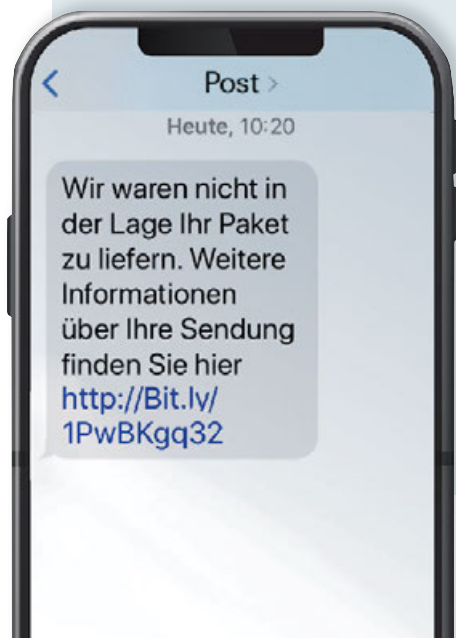 Post
Heute, 10:20
Wir waren nicht in
der Lage Ihr Paket
zu liefern. Weitere
Informationen
über Ihre Sendung
finden Sie hier
http://Bit.lv/
1PwBKgq32